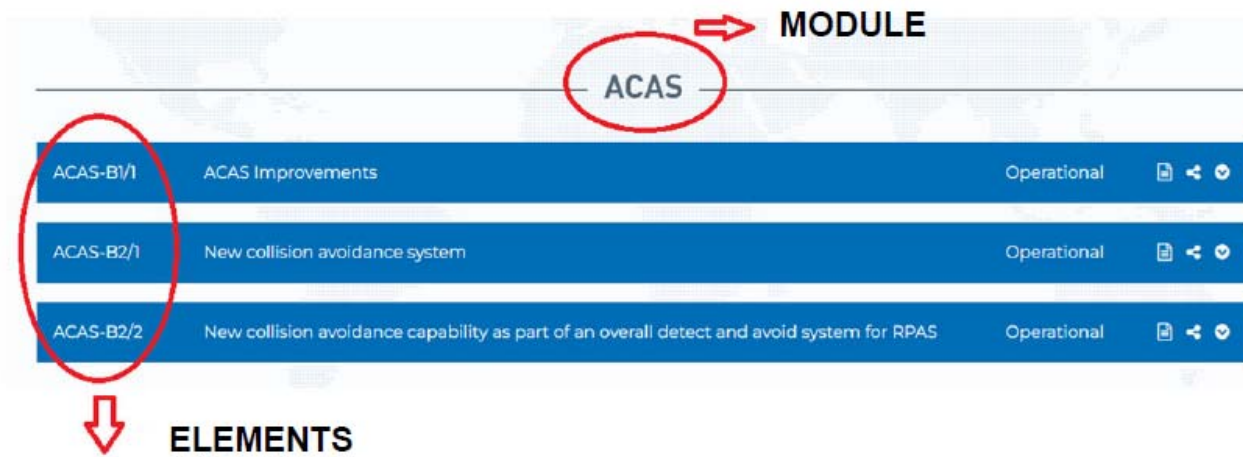 MODULE
ACAS
ACAS-B1/1 ACAS Improvements Operational
ACAS-B2/1 New collision avoidance system Operational
ACAS-B2/2 New collision avoidance capability as part of an overall detect and avoid system for RPAS Operational
ELEMENTS